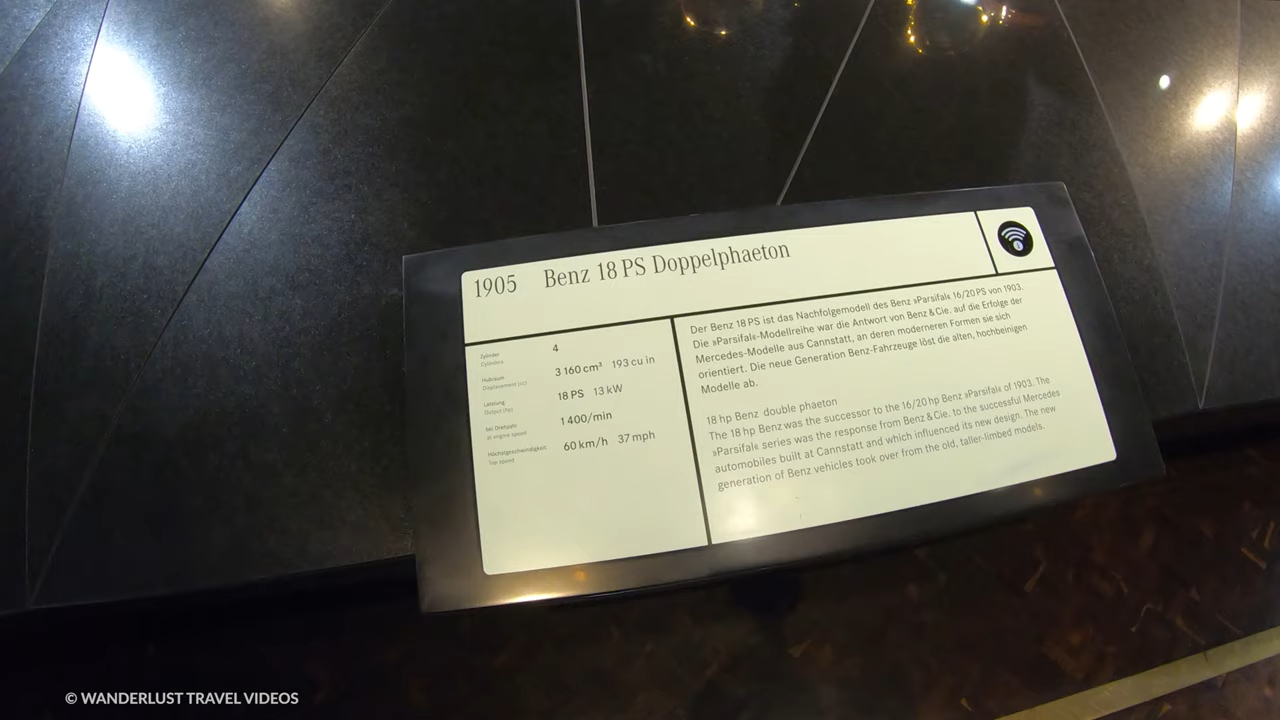 1905 Benz 18 PS Doppelphaeton
Zylinder
Cylinders
4
Hubraum
Displacement (cc)
3 160 cm³ 193 cu in
Leistung
Output (hp)
18 PS 13 kW
bei Drehzahl
at engine speed
1 400/min
Höchstgeschwindigkeit
Top speed
60 km/h 37 mph
Der Benz 18 PS ist das Nachfolgemodell des Benz »Parsifal« 16/20 PS von 1903.
Die »Parsifal«-Modellreihe war die Antwort von Benz & Cie. auf die Erfolge der
Mercedes-Modelle aus Cannstatt, an deren moderneren Formen sie sich
orientiert. Die neue Generation Benz-Fahrzeuge löst die alten, hochbeinigen
Modelle ab.
18 hp Benz double phaeton
The 18 hp Benz was the successor to the 16/20 hp Benz »Parsifal« of 1903. The
»Parsifal« series was the response from Benz & Cie. to the successful Mercedes
automobiles built at Cannstatt and which influenced its new design. The new
generation of Benz vehicles took over from the old, taller-limbed models.
© WANDERLUST TRAVEL VIDEOS